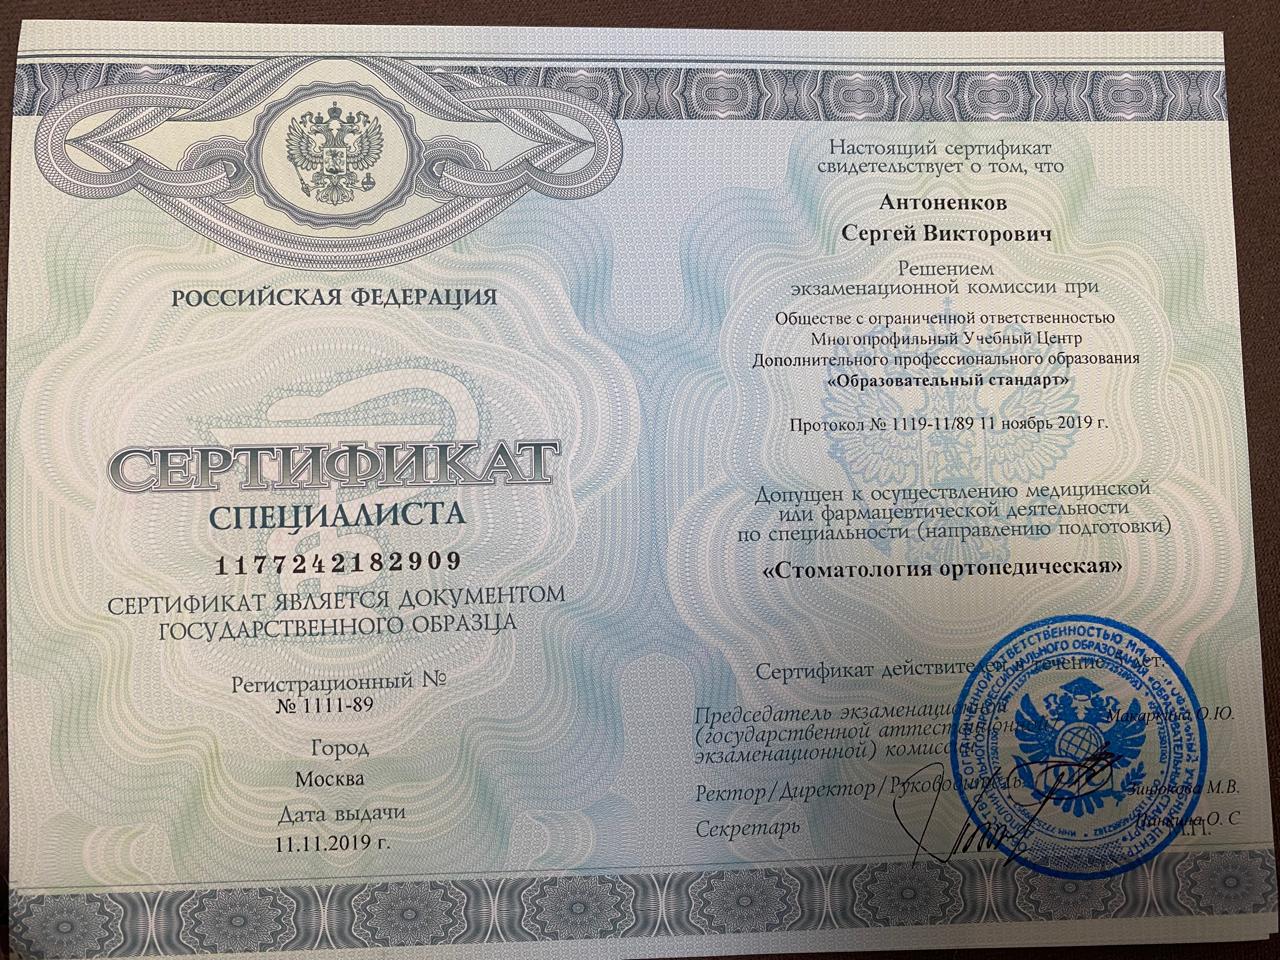 РОССИЙСКАЯ ФЕДЕРАЦИЯ
СЕРТИФИКАТ
СПЕЦИАЛИСТА
1177242182909
СЕРТИФИКАТ ЯВЛЯЕТСЯ ДОКУМЕНТОМ
ГОСУДАРСТВЕННОГО ОБРАЗЦА
Регистрационный №
№ 1111-89
Город
Москва
Дата выдачи
11.11.2019 г.
Настоящий сертификат
свидетельствует о том, что
Антоненков
Сергей Викторович
Решением
экзаменационной комиссии при
Обществе с ограниченной ответственностью
Многопрофильный Учебный Центр
Дополнительного профессионального образования
«Образовательный стандарт»
Протокол № 1119-11/89 11 ноябрь 2019 г.
Допущен к осуществлению медицинской
или фармацевтической деятельности
по специальности (направлению подготовки)
«Стоматология ортопедическая»
Сертификат действителен в течение лет.
Председатель экзаменационной
(государственной аттестационной,
экзаменационной) комиссии
Макаркина О.Ю.
Ректор/Директор/Руководитель
М.В.
Секретарь
О. С
М.П.